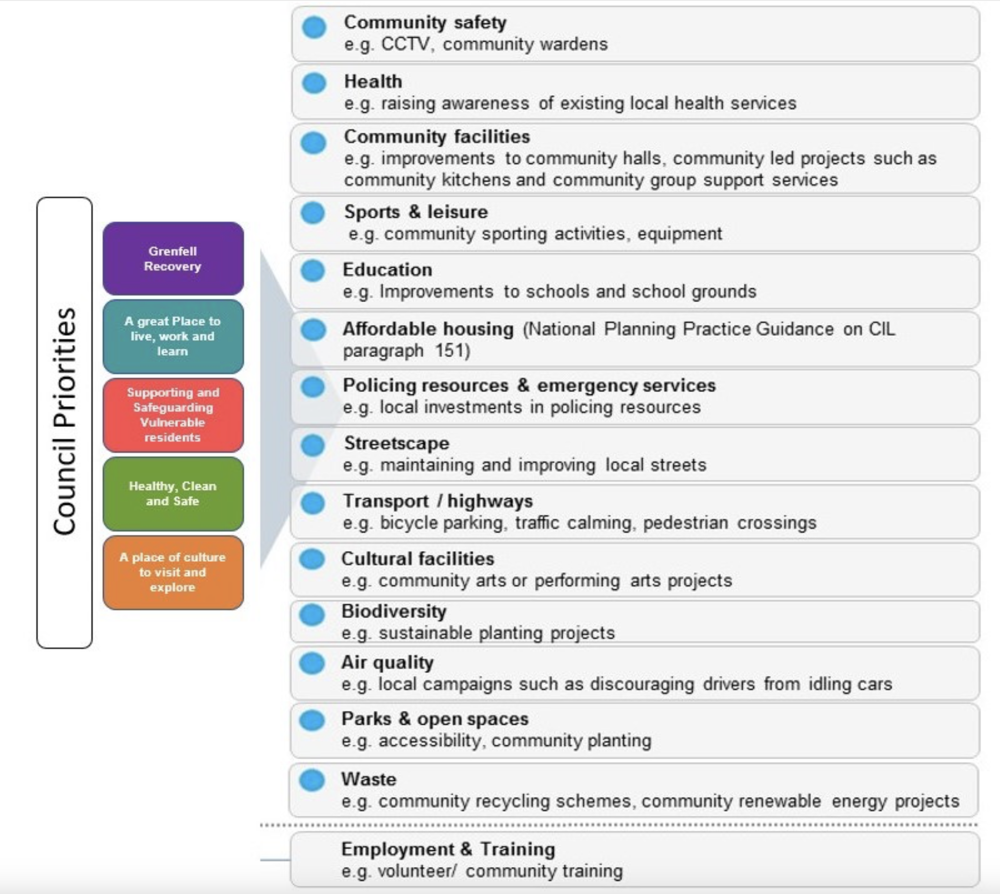 Council Priorities
Grenfell
Recovery
A great Place to
live, work and
learn
Supporting and
Safeguarding
Vulnerable
residents
Healthy, Clean
and Safe
A place of culture
to visit and
explore
Community safety
e.g. CCTV, community wardens
Health
e.g. raising awareness of existing local health services
Community facilities
e.g. improvements to community halls, community led projects such as
community kitchens and community group support services
Sports & leisure
e.g. community sporting activities, equipment
Education
e.g. Improvements to schools and school grounds
Affordable housing (National Planning Practice Guidance on CIL
paragraph 151)
Policing resources & emergency services
e.g. local investments in policing resources
Streetscape
e.g. maintaining and improving local streets
Transport / highways
e.g. bicycle parking, traffic calming, pedestrian crossings
Cultural facilities
e.g. community arts or performing arts projects
Biodiversity
e.g. sustainable planting projects
Air quality
e.g. local campaigns such as discouraging drivers from idling cars
Parks & open spaces
e.g. accessibility, community planting
Waste
e.g. community recycling schemes, community renewable energy projects
Employment & Training
e.g. volunteer/ community training